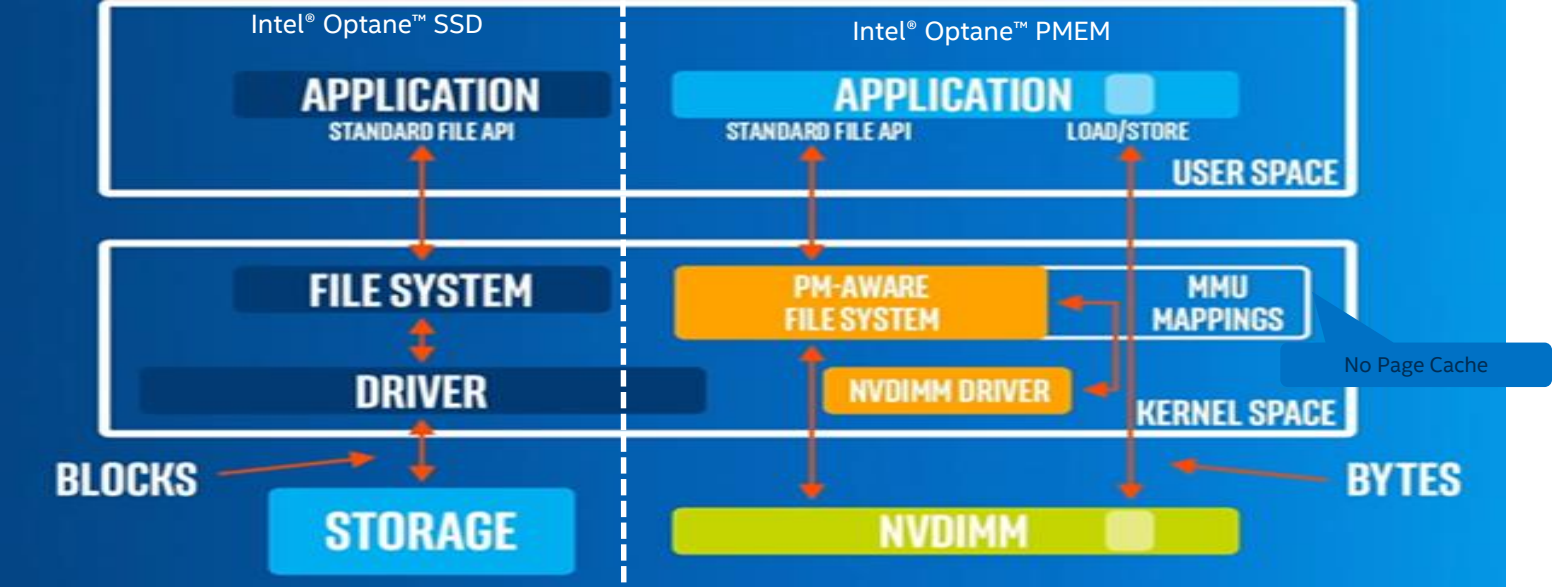 Intel® Optane™ SSD
APPLICATION
STANDARD FILE API
FILE SYSTEM
DRIVER
BLOCKS
STORAGE
Intel® Optane™ PMEM
APPLICATION
STANDARD FILE API
LOAD/STORE
USER SPACE
PM-AWARE
FILE SYSTEM
MMU
MAPPINGS
No Page Cache
NVDIMM DRIVER
KERNEL SPACE
BYTES
NVDIMM